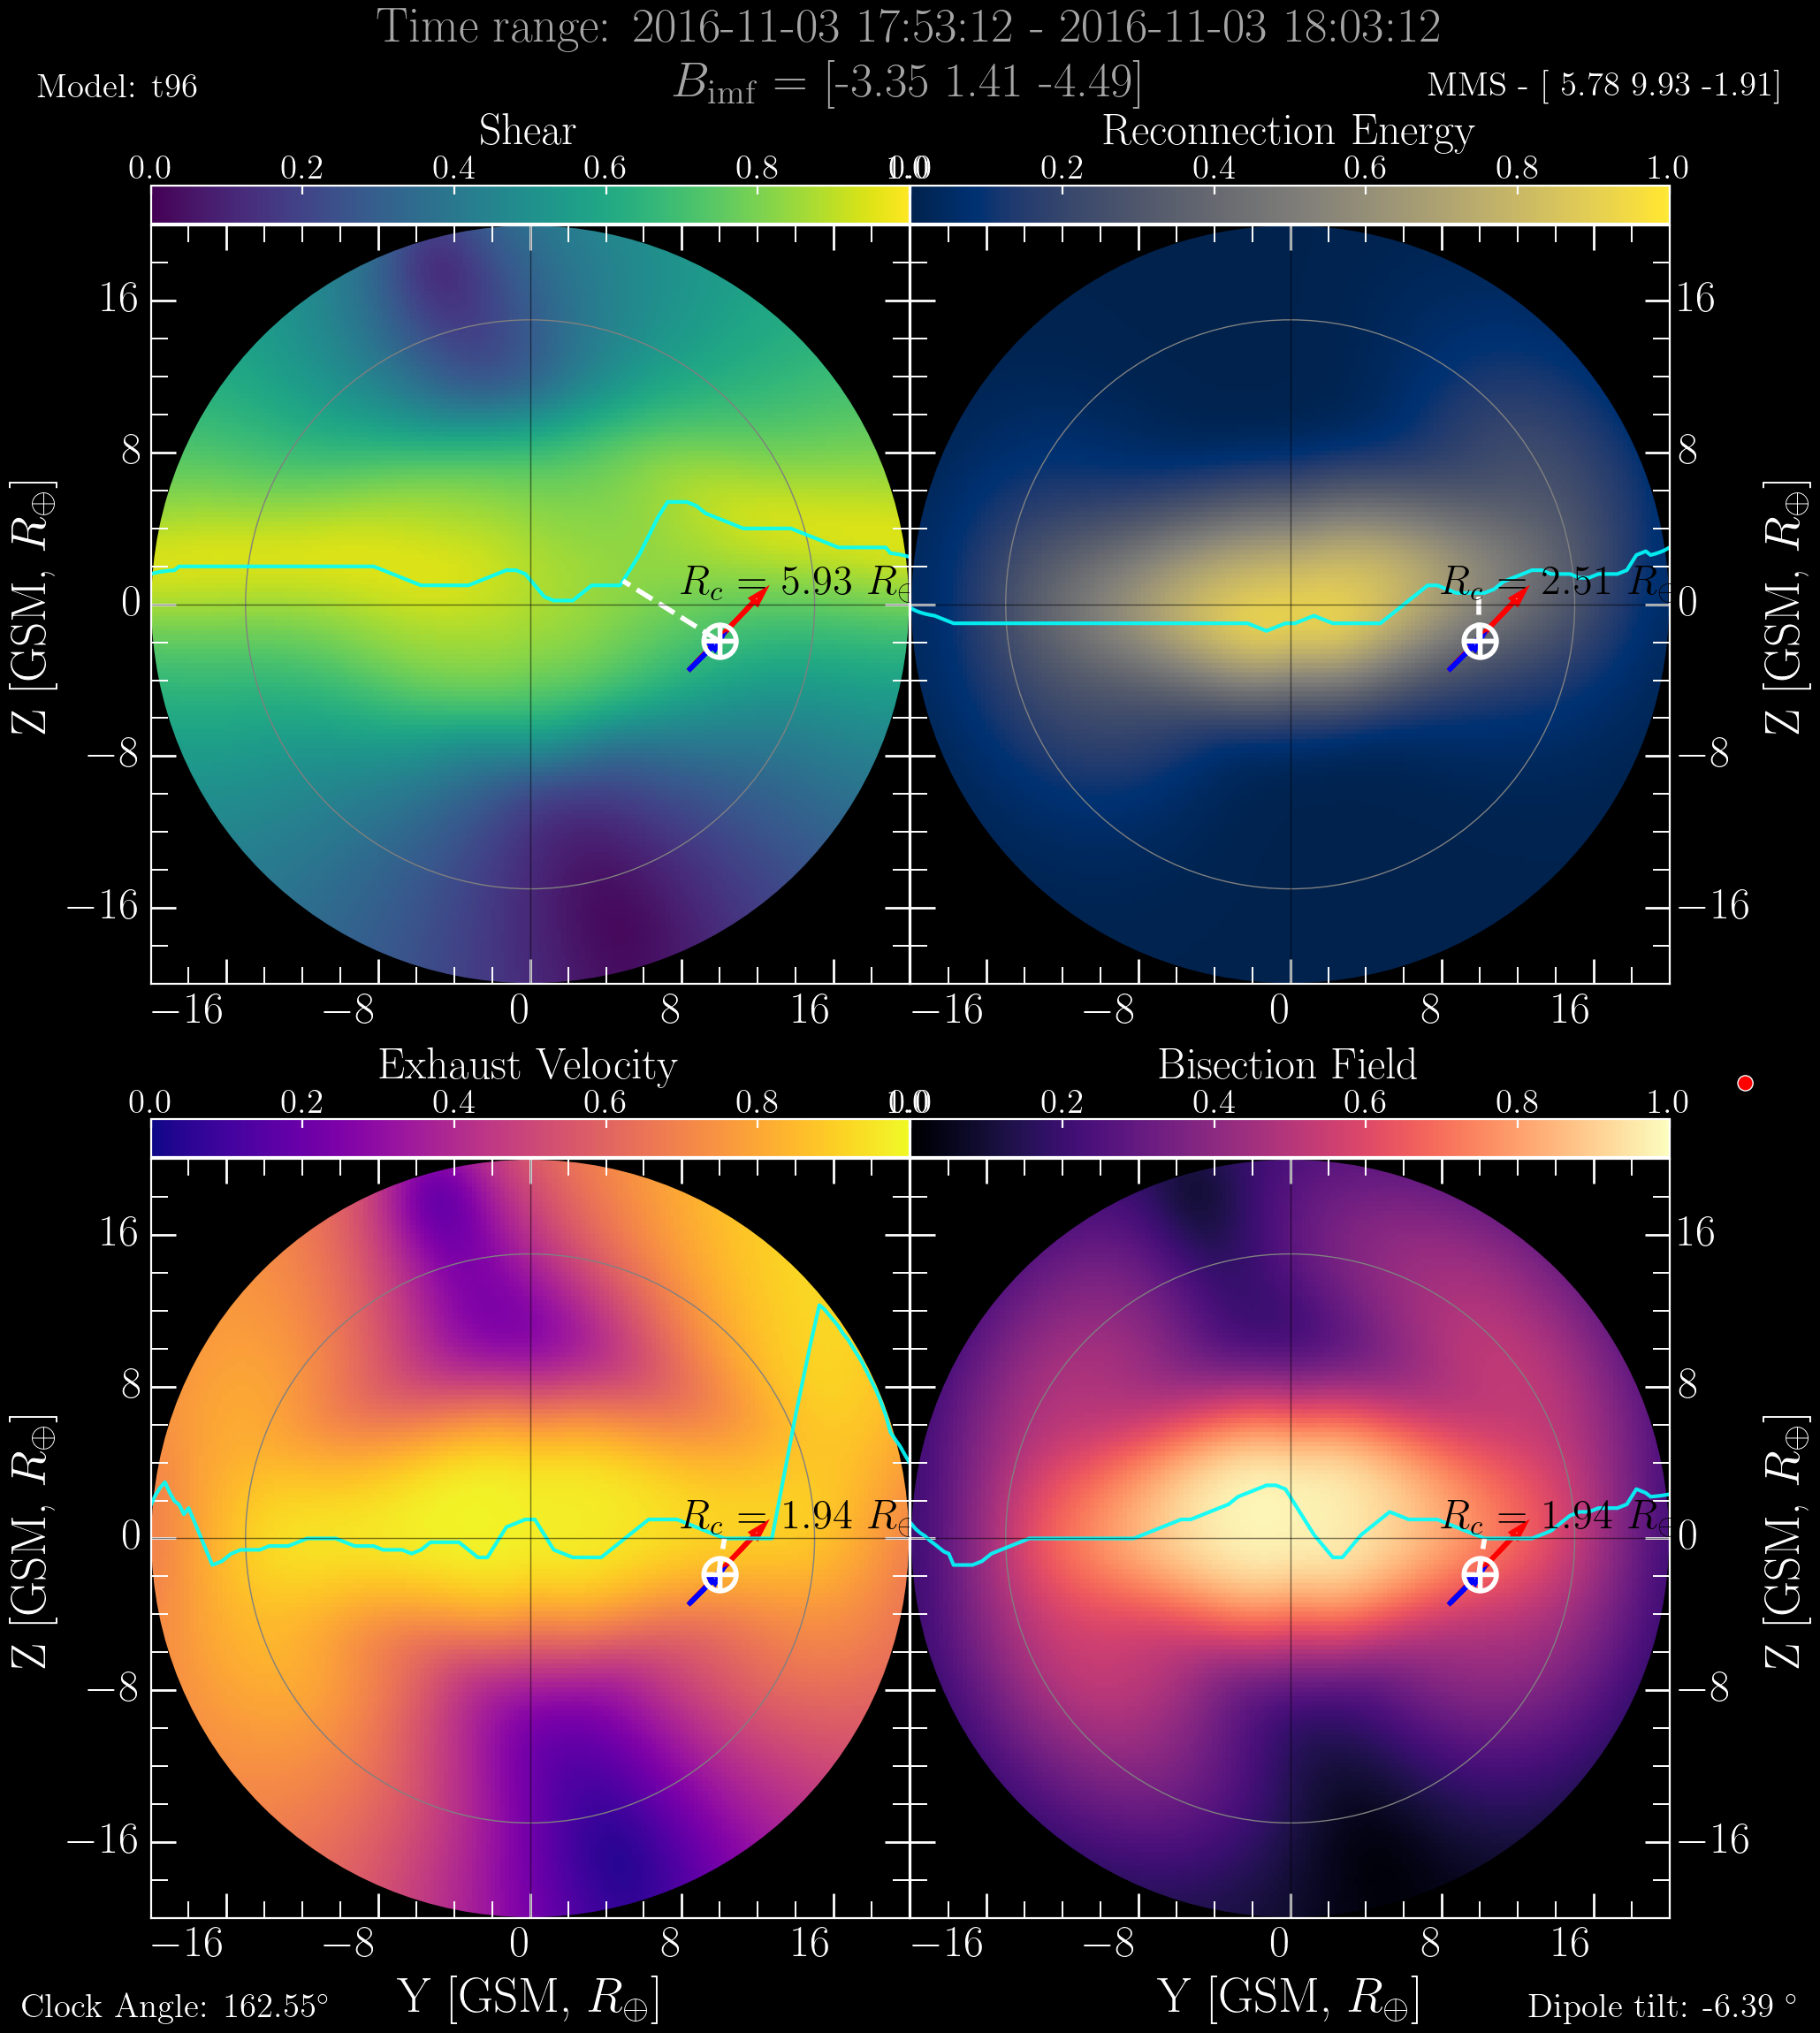 Time range: 2016-11-03 17:53:12 - 2016-11-03 18:03:12
Model: t96
B_imf = [-3.35 1.41 -4.49]
MMS - [ 5.78 9.93 -1.91]
Shear
Reconnection Energy
0.0 0.2 0.4 0.6 0.8 1.0
0.0 0.2 0.4 0.6 0.8 1.0
Z [GSM, R⊕]
16
8
0
−8
−16
R_c = 5.93 R⊕
R_c = 2.51 R⊕
16
8
0
−8
−16
Z [GSM, R⊕]
−16 −8 0 8 16
−16 −8 0 8 16
Exhaust Velocity
Bisection Field
0.0 0.2 0.4 0.6 0.8 1.0
0.0 0.2 0.4 0.6 0.8 1.0
Z [GSM, R⊕]
16
8
0
−8
−16
R_c = 1.94 R⊕
R_c = 1.94 R⊕
16
8
0
−8
−16
Z [GSM, R⊕]
−16 −8 0 8 16
−16 −8 0 8 16
Y [GSM, R⊕]
Y [GSM, R⊕]
Clock Angle: 162.55°
Dipole tilt: -6.39 °